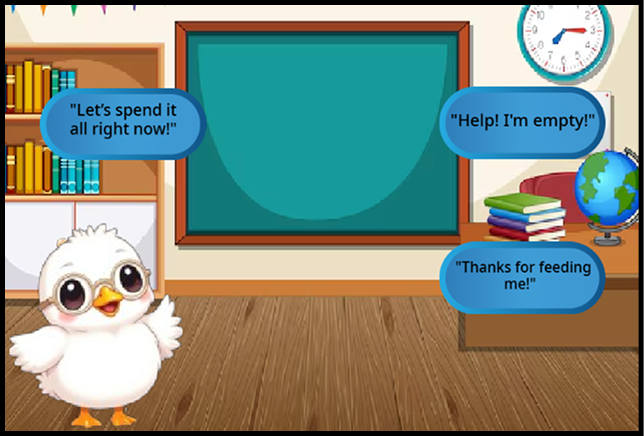 "Let's spend it
all right now!"
"Help! I'm empty!"
"Thanks for feeding
me!"